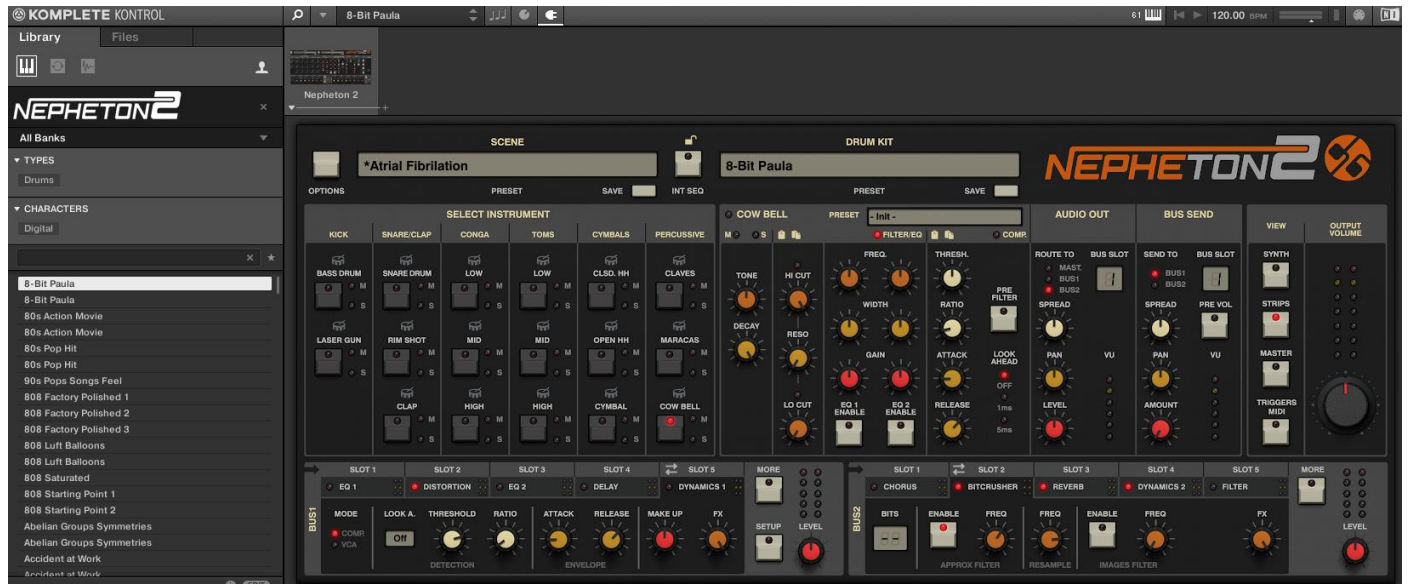 KOMPLETE KONTROL
8-Bit Paula
61
120.00 BPM
Library
Files
NEPHETON2
Nepheton 2
All Banks
TYPES
Drums
CHARACTERS
Digital
8-Bit Paula
8-Bit Paula
80s Action Movie
80s Action Movie
80s Pop Hit
80s Pop Hit
90s Pops Songs Feel
808 Factory Polished 1
808 Factory Polished 2
808 Factory Polished 3
808 Luft Balloons
808 Luft Balloons
808 Saturated
808 Starting Point 1
808 Starting Point 2
Abelian Groups Symmetries
Abelian Groups Symmetries
Accident at Work
Accident at Work
EDIT
SCENE
DRUM KIT
*Atrial Fibrilation
8-Bit Paula
NEPHETON2
OPTIONS
PRESET
SAVE
INT SEQ
PRESET
SAVE
SELECT INSTRUMENT
KICK
SNARE/CLAP
CONGA
TOMS
CYMBALS
PERCUSSIVE
BASS DRUM
SNARE DRUM
LOW
LOW
CLSD. HH
CLAVES
M M M M M M
S S S S S S
LASER GUN
RIM SHOT
MID
MID
OPEN HH
MARACAS
M M M M M M
S S S S S S
CLAP
HIGH
HIGH
CYMBAL
COW BELL
M M M M M
S S S S S
COW BELL
PRESET
- Init -
M
S
FILTER/EQ
COMP.
TONE
HI CUT
FREQ.
THRESH.
PRE FILTER
DECAY
RESO
WIDTH
RATIO
GAIN
ATTACK
LOOK AHEAD
OFF
1ms
5ms
LO CUT
EQ 1 ENABLE
EQ 2 ENABLE
RELEASE
AUDIO OUT
ROUTE TO
BUS SLOT
MAST.
BUS1
BUS2
1
SPREAD
PAN
VU
LEVEL
BUS SEND
SEND TO
BUS SLOT
BUS1
BUS2
1
SPREAD
PRE VOL
PAN
VU
AMOUNT
VIEW
OUTPUT VOLUME
SYNTH
STRIPS
MASTER
TRIGGERS MIDI
BUS1
SLOT 1
SLOT 2
SLOT 3
SLOT 4
SLOT 5
MORE
EQ 1
DISTORTION
EQ 2
DELAY
DYNAMICS 1
MODE
COMP.
VCA
LOOK A.
Off
THRESHOLD
RATIO
ATTACK
RELEASE
MAKE UP
FX
SETUP
LEVEL
DETECTION
ENVELOPE
BUS2
SLOT 1
SLOT 2
SLOT 3
SLOT 4
SLOT 5
MORE
CHORUS
BITCRUSHER
REVERB
DYNAMICS 2
FILTER
BITS
ENABLE
FREQ
FREQ
ENABLE
FREQ
FX
LEVEL
APPROX FILTER
RESAMPLE
IMAGES FILTER